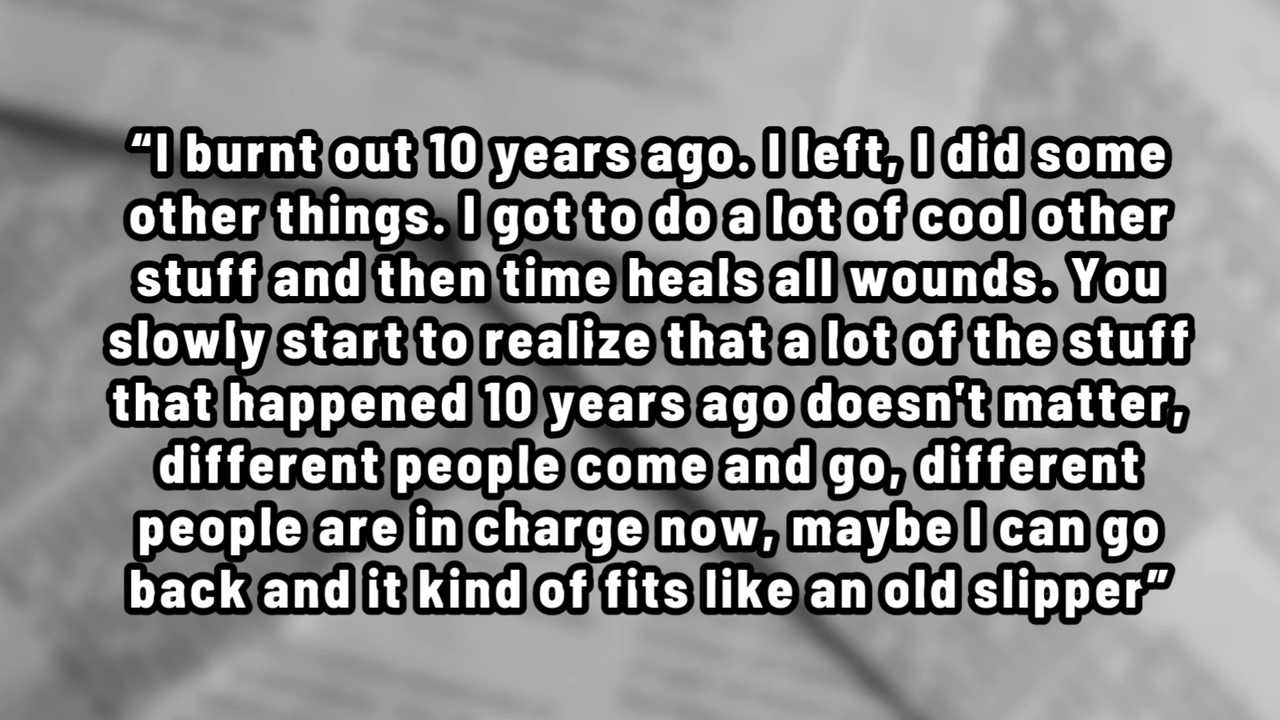 “I burnt out 10 years ago. I left, I did some
other things. I got to do a lot of cool other
stuff and then time heals all wounds. You
slowly start to realize that a lot of the stuff
that happened 10 years ago doesn't matter,
different people come and go, different
people are in charge now, maybe I can go
back and it kind of fits like an old slipper”